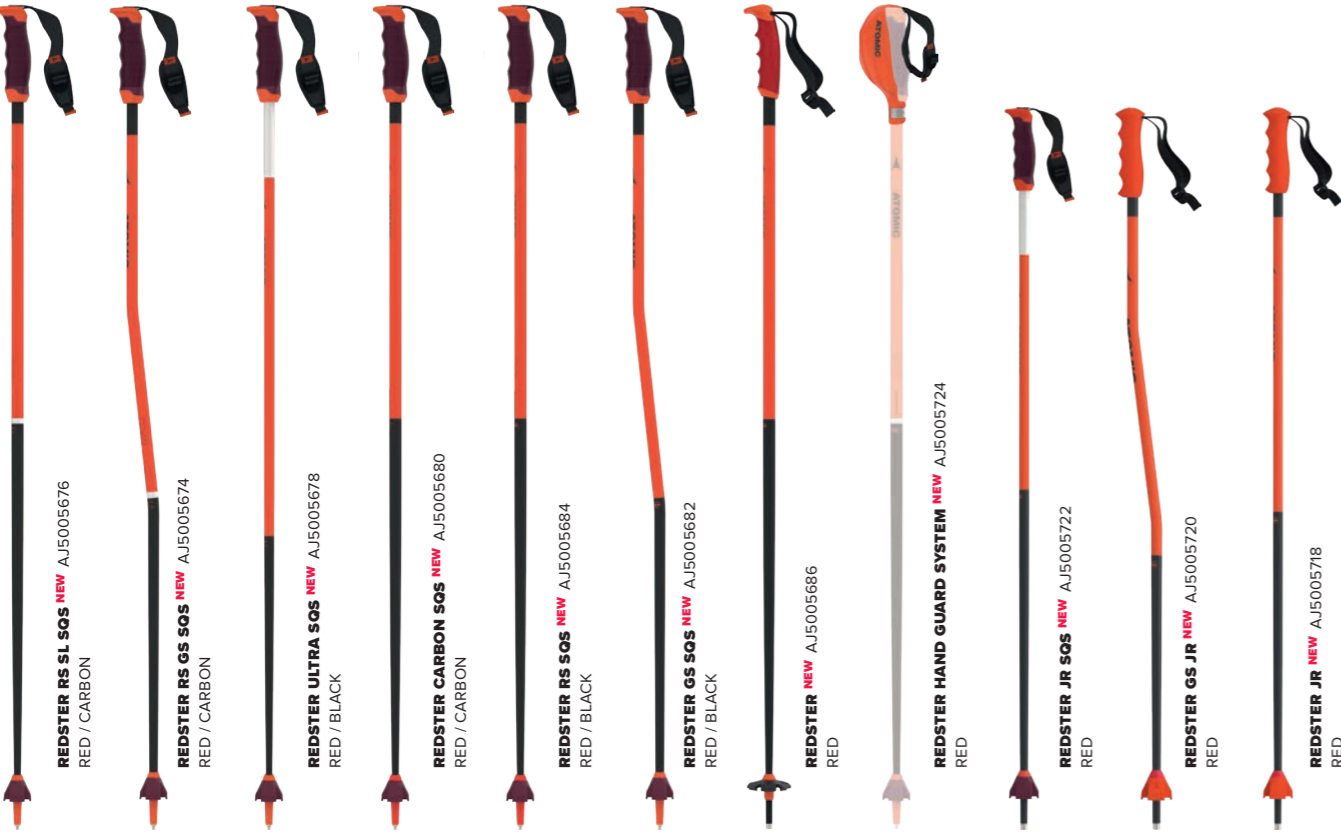 REDSTER RS SL SQS NEW AJ5005676
RED / CARBON
REDSTER RS GS SQS NEW AJ5005674
RED / CARBON
REDSTER ULTRA SQS NEW AJ5005678
RED / BLACK
REDSTER CARBON SQS NEW AJ5005680
RED / CARBON
REDSTER RS SQS NEW AJ5005684
RED / BLACK
REDSTER GS SQS NEW AJ5005682
RED / BLACK
REDSTER NEW AJ5005686
RED
ATOMIC
ATOMIC
REDSTER HAND GUARD SYSTEM NEW AJ5005724
RED
REDSTER JR SQS NEW AJ5005722
RED
REDSTER GS JR NEW AJ5005720
RED
REDSTER JR NEW AJ5005718
RED